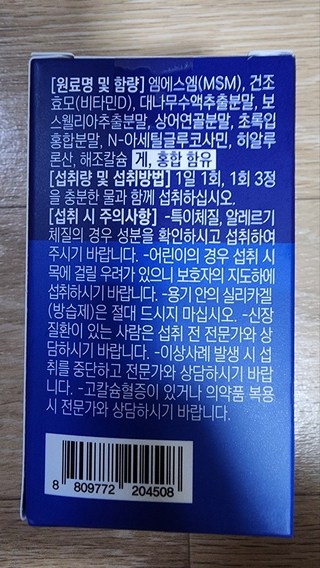 [원료명 및 함량] 엠에스엠(MSM), 건조
효모(비타민D), 대나무수액추출분말, 보
스웰리아추출분말, 상어연골분말, 초록입
홍합분말, N-아세틸글루코사민, 히알루
론산, 해조칼슘 게, 홍합 함유
[섭취량 및 섭취방법] 1일 1회, 1회 3정
을 충분한 물과 함께 섭취하십시오.
[섭취 시 주의사항] -특이체질, 알레르기
체질의 경우 성분을 확인하시고 섭취하여
주시기 바랍니다. -어린이의 경우 섭취 시
목에 걸릴 우려가 있으니 보호자의 지도하에
섭취하시기 바랍니다. -용기 안의 실리카겔
(방습제)은 절대 드시지 마십시오. -신장
질환이 있는 사람은 섭취 전 전문가와 상
담하시기 바랍니다. -이상사례 발생 시 섭
취를 중단하고 전문가와 상담하시기 바랍
니다. -고칼슘혈증이 있거나 의약품 복용
시 전문가와 상담하시기 바랍니다.
8 809772 204508